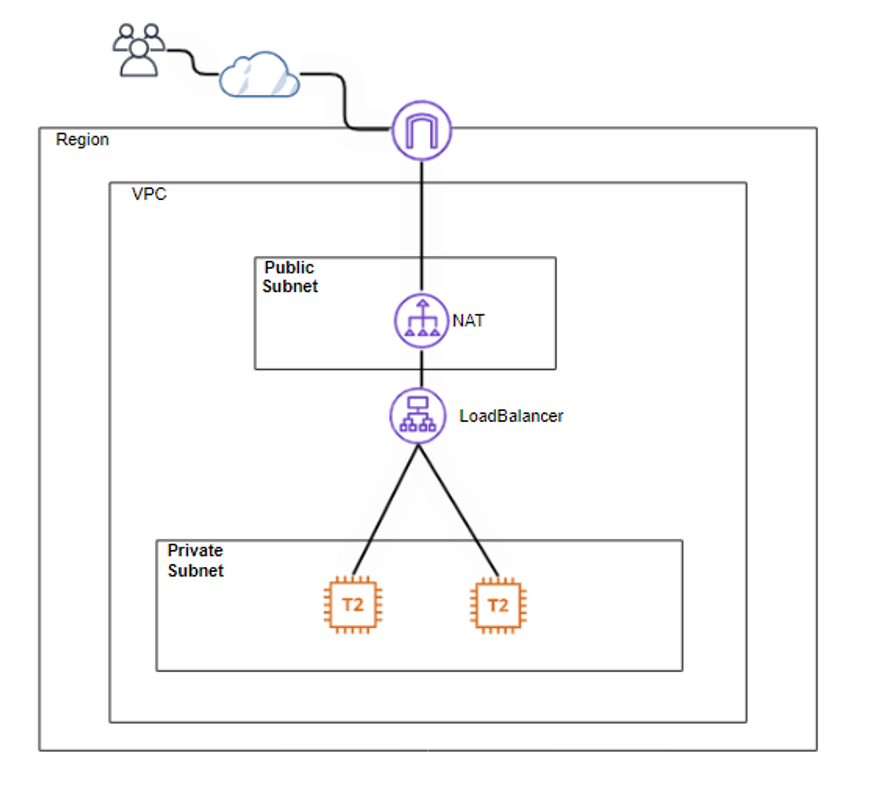 Region
VPC
Public
Subnet
NAT
LoadBalancer
Private
Subnet
T2
T2